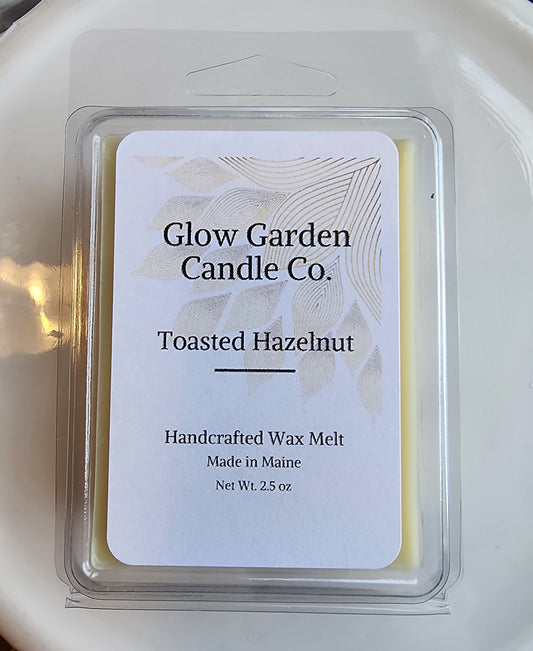 Glow Garden
Candle Co.
Toasted Hazelnut
Handcrafted Wax Melt
Made in Maine
Net Wt. 2.5 oz